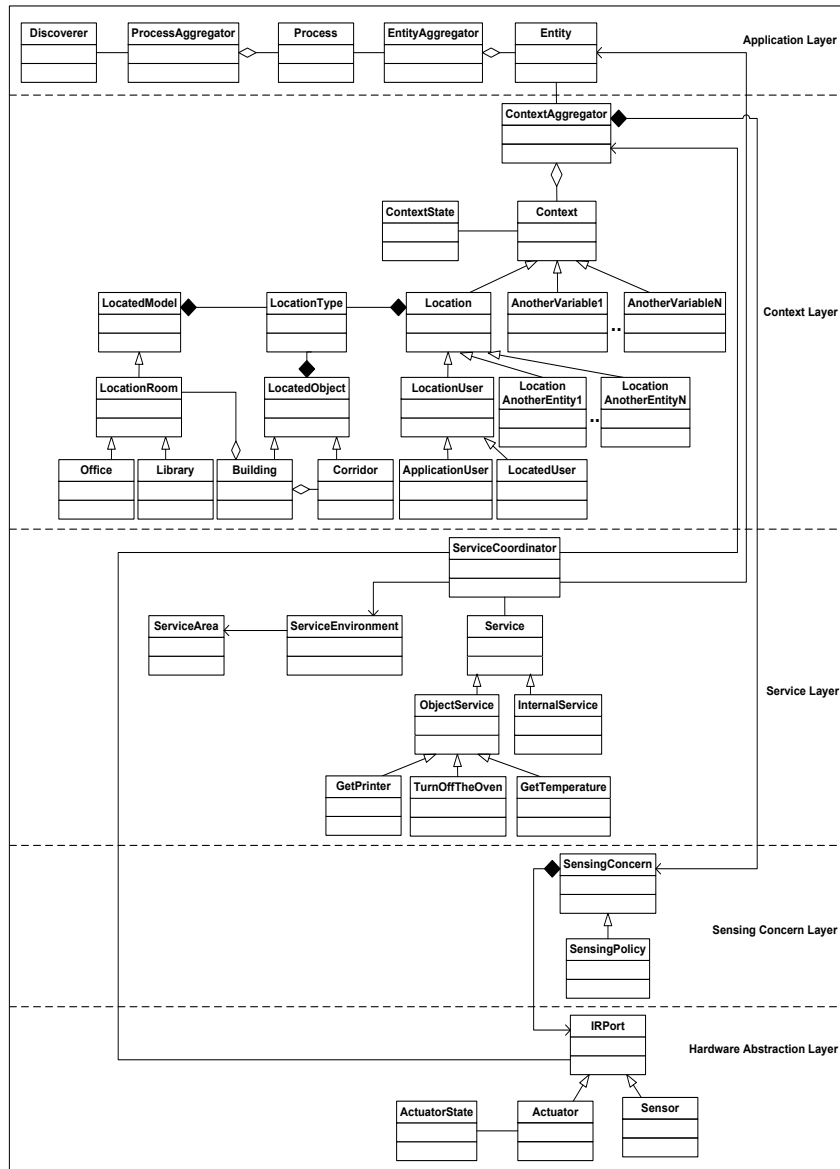 Discoverer
ProcessAggregator
Process
EntityAggregator
Entity
Application Layer
ContextAggregator
ContextState
Context
LocatedModel
LocationType
Location
AnotherVariable1
..
AnotherVariableN
Context Layer
LocationRoom
LocatedObject
LocationUser
Location
AnotherEntity1
..
Location
AnotherEntityN
Office
Library
Building
Corridor
ApplicationUser
LocatedUser
ServiceCoordinator
ServiceArea
ServiceEnvironment
Service
Service Layer
ObjectService
InternalService
GetPrinter
TurnOffTheOven
GetTemperature
SensingConcern
Sensing Concern Layer
SensingPolicy
IRPort
Hardware Abstraction Layer
ActuatorState
Actuator
Sensor